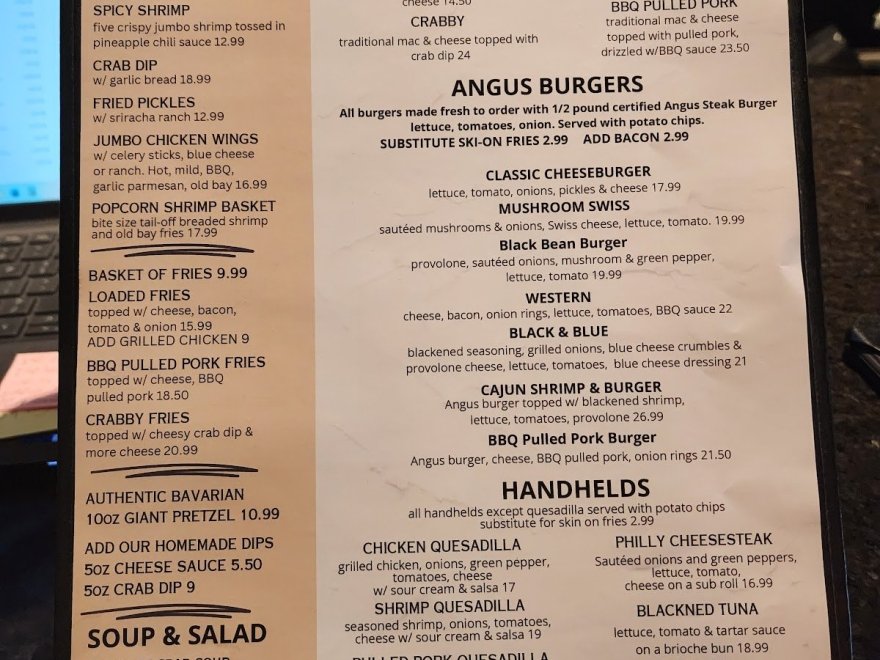 SPICY SHRIMP
five crispy jumbo shrimp tossed in
pineapple chili sauce 12.99
CRAB DIP
w/ garlic bread 18.99
FRIED PICKLES
w/ sriracha ranch 12.99
JUMBO CHICKEN WINGS
w/ celery sticks, blue cheese
or ranch. Hot, mild, BBQ,
garlic parmesan, old bay 16.99
POPCORN SHRIMP BASKET
bite size tail-off breaded shrimp
and old bay fries 17.99
BASKET OF FRIES 9.99
LOADED FRIES
topped w/ cheese, bacon,
tomato & onion 15.99
ADD GRILLED CHICKEN 9
BBQ PULLED PORK FRIES
topped w/ cheese, BBQ
pulled pork 18.50
CRABBY FRIES
topped w/ cheesy crab dip &
more cheese 20.99
AUTHENTIC BAVARIAN
10oz GIANT PRETZEL 10.99
ADD OUR HOMEMADE DIPS
5oz CHEESE SAUCE 5.50
5oz CRAB DIP 9
SOUP & SALAD
cheese 14.50
CRABBY
traditional mac & cheese topped with
crab dip 24
BBQ PULLED PORK
traditional mac & cheese
topped with pulled pork,
drizzled w/BBQ sauce 23.50
ANGUS BURGERS
All burgers made fresh to order with 1/2 pound certified Angus Steak Burger
lettuce, tomatoes, onion. Served with potato chips.
SUBSTITUTE SKI-ON FRIES 2.99 ADD BACON 2.99
CLASSIC CHEESEBURGER
lettuce, tomato, onions, pickles & cheese 17.99
MUSHROOM SWISS
sautéed mushrooms & onions, Swiss cheese, lettuce, tomato. 19.99
Black Bean Burger
provolone, sautéed onions, mushroom & green pepper,
lettuce, tomato 19.99
WESTERN
cheese, bacon, onion rings, lettuce, tomatoes, BBQ sauce 22
BLACK & BLUE
blackened seasoning, grilled onions, blue cheese crumbles &
provolone cheese, lettuce, tomatoes, blue cheese dressing 21
CAJUN SHRIMP & BURGER
Angus burger topped w/ blackened shrimp,
lettuce, tomatoes, provolone 26.99
BBQ Pulled Pork Burger
Angus burger, cheese, BBQ pulled pork, onion rings 21.50
HANDHELDS
all handhelds except quesadilla served with potato chips
substitute for skin on fries 2.99
CHICKEN QUESADILLA
grilled chicken, onions, green pepper,
tomatoes, cheese
w/ sour cream & salsa 17
SHRIMP QUESADILLA
seasoned shrimp, onions, tomatoes,
cheese w/ sour cream & salsa 19
PULLED PORK QUESADILLA
PHILLY CHEESESTEAK
Sautéed onions and green peppers,
lettuce, tomato,
cheese on a sub roll 16.99
BLACKNED TUNA
lettuce, tomato & tartar sauce
on a brioche bun 18.99